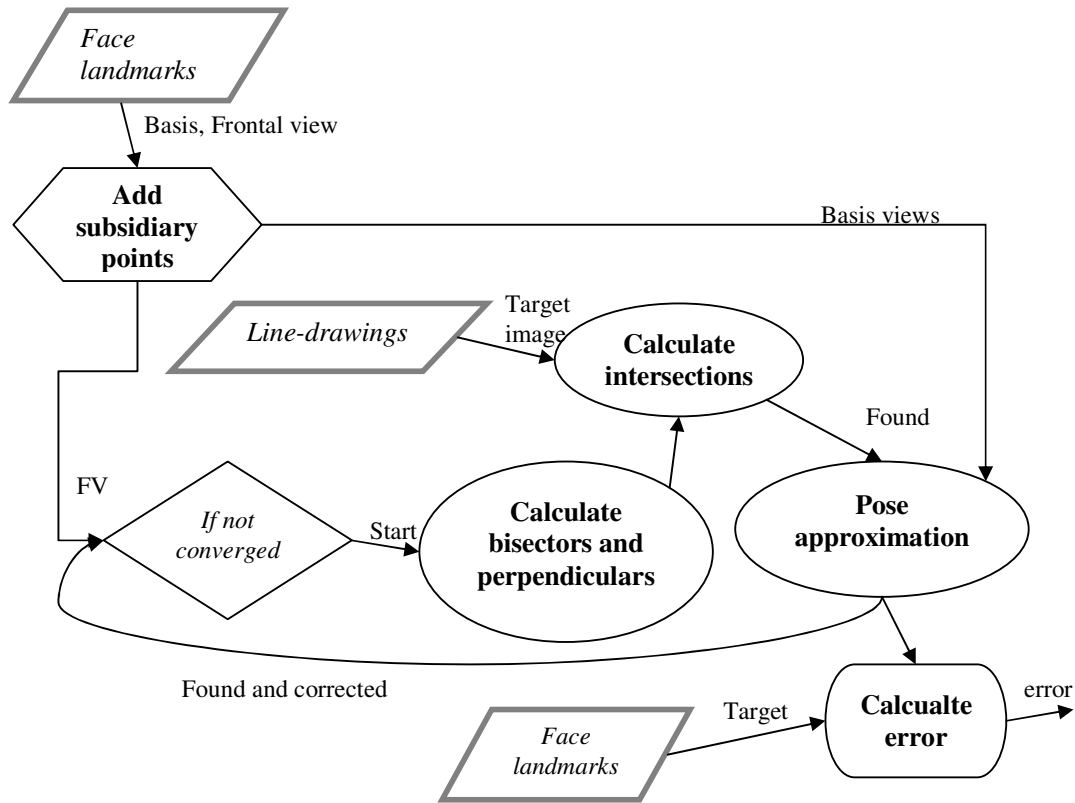 Face
landmarks
Basis, Frontal view
Add
subsidiary
points
Basis views
Line-drawings
Target
image
Calculate
intersections
Found
FV
If not
converged
Start
Calculate
bisectors and
perpendiculars
Pose
approximation
Found and corrected
Face
landmarks
Target
Calcualte
error
error